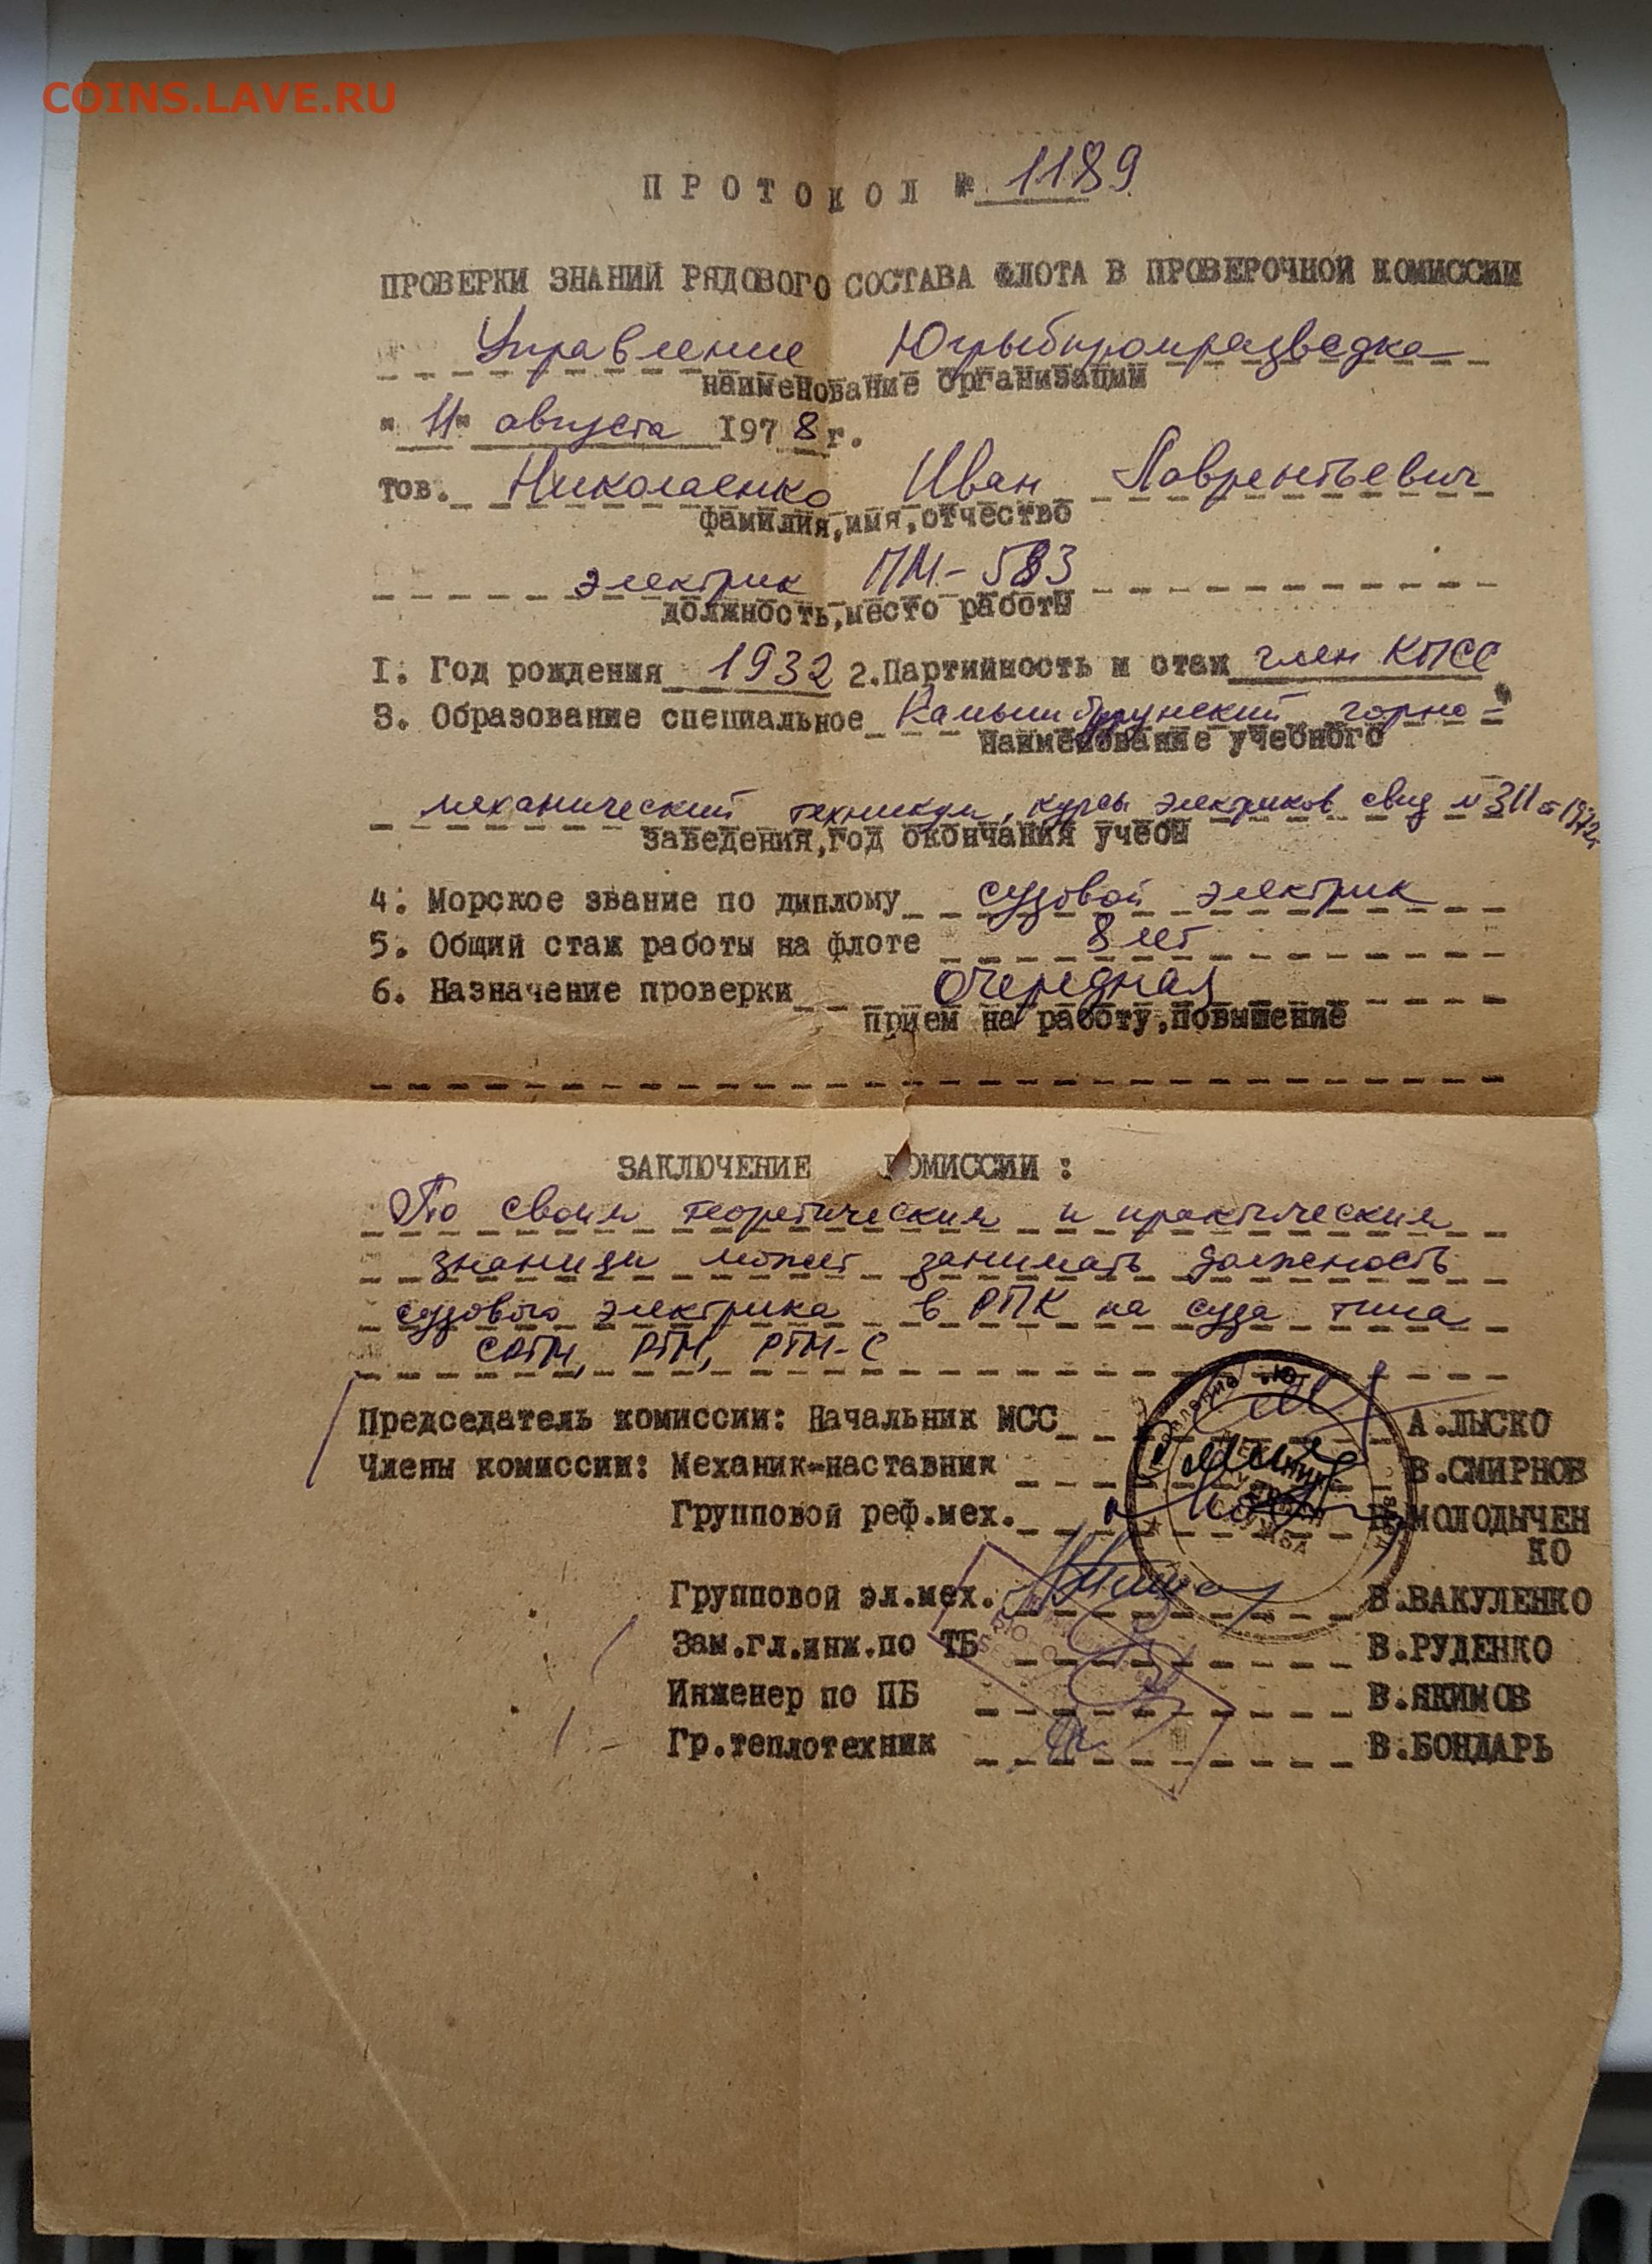 COINS.LAVE.RU
ПРОТОКОЛ № 1189
ПРОВЕРКИ ЗНАНИЙ РЯДОВОГО СОСТАВА ФЛОТА В ПРОВЕРОЧНОЙ КОМИССИИ
Управление Югрыбпромразведка
наименование организации
"11" августа 1978 г.
тов. Николаенко Иван Лаврентьевич
фамилия, имя, отчество
электрик ПМ-583
должность, место работы
I. Год рождения 1932 2. Партийность и стаж член КПСС
3. Образование специальное Камыш бурунский горно-
наименование учебного
механический техникум, курсы электриков свид N 311 1972
заведения, год окончания учебы
4. Морское звание по диплому судовой электрик
5. Общий стаж работы на флоте 8 лет
6. Назначение проверки очередная
прием на работу, повышение
ЗАКЛЮЧЕНИЕ КОМИССИИ:
По своим теоретическим и практическим
знаниям может занимать должность
судового электрика в РПК на суда типа
СРТМ, РТМ, РТМ-С
Председатель комиссии: Начальник МСС А.ЛЫСКО
Члены комиссии: Механик-наставник В.СМИРНОВ
Групповой реф.мех. МОЛОДЫЧЕН
КО
Групповой эл.мех. В.ВАКУЛЕНКО
Зам.гл.инж.по ТБ В.РУДЕНКО
Инженер по ПБ В.ЯКИМОВ
Гр.теплотехник В.БОНДАРЬ